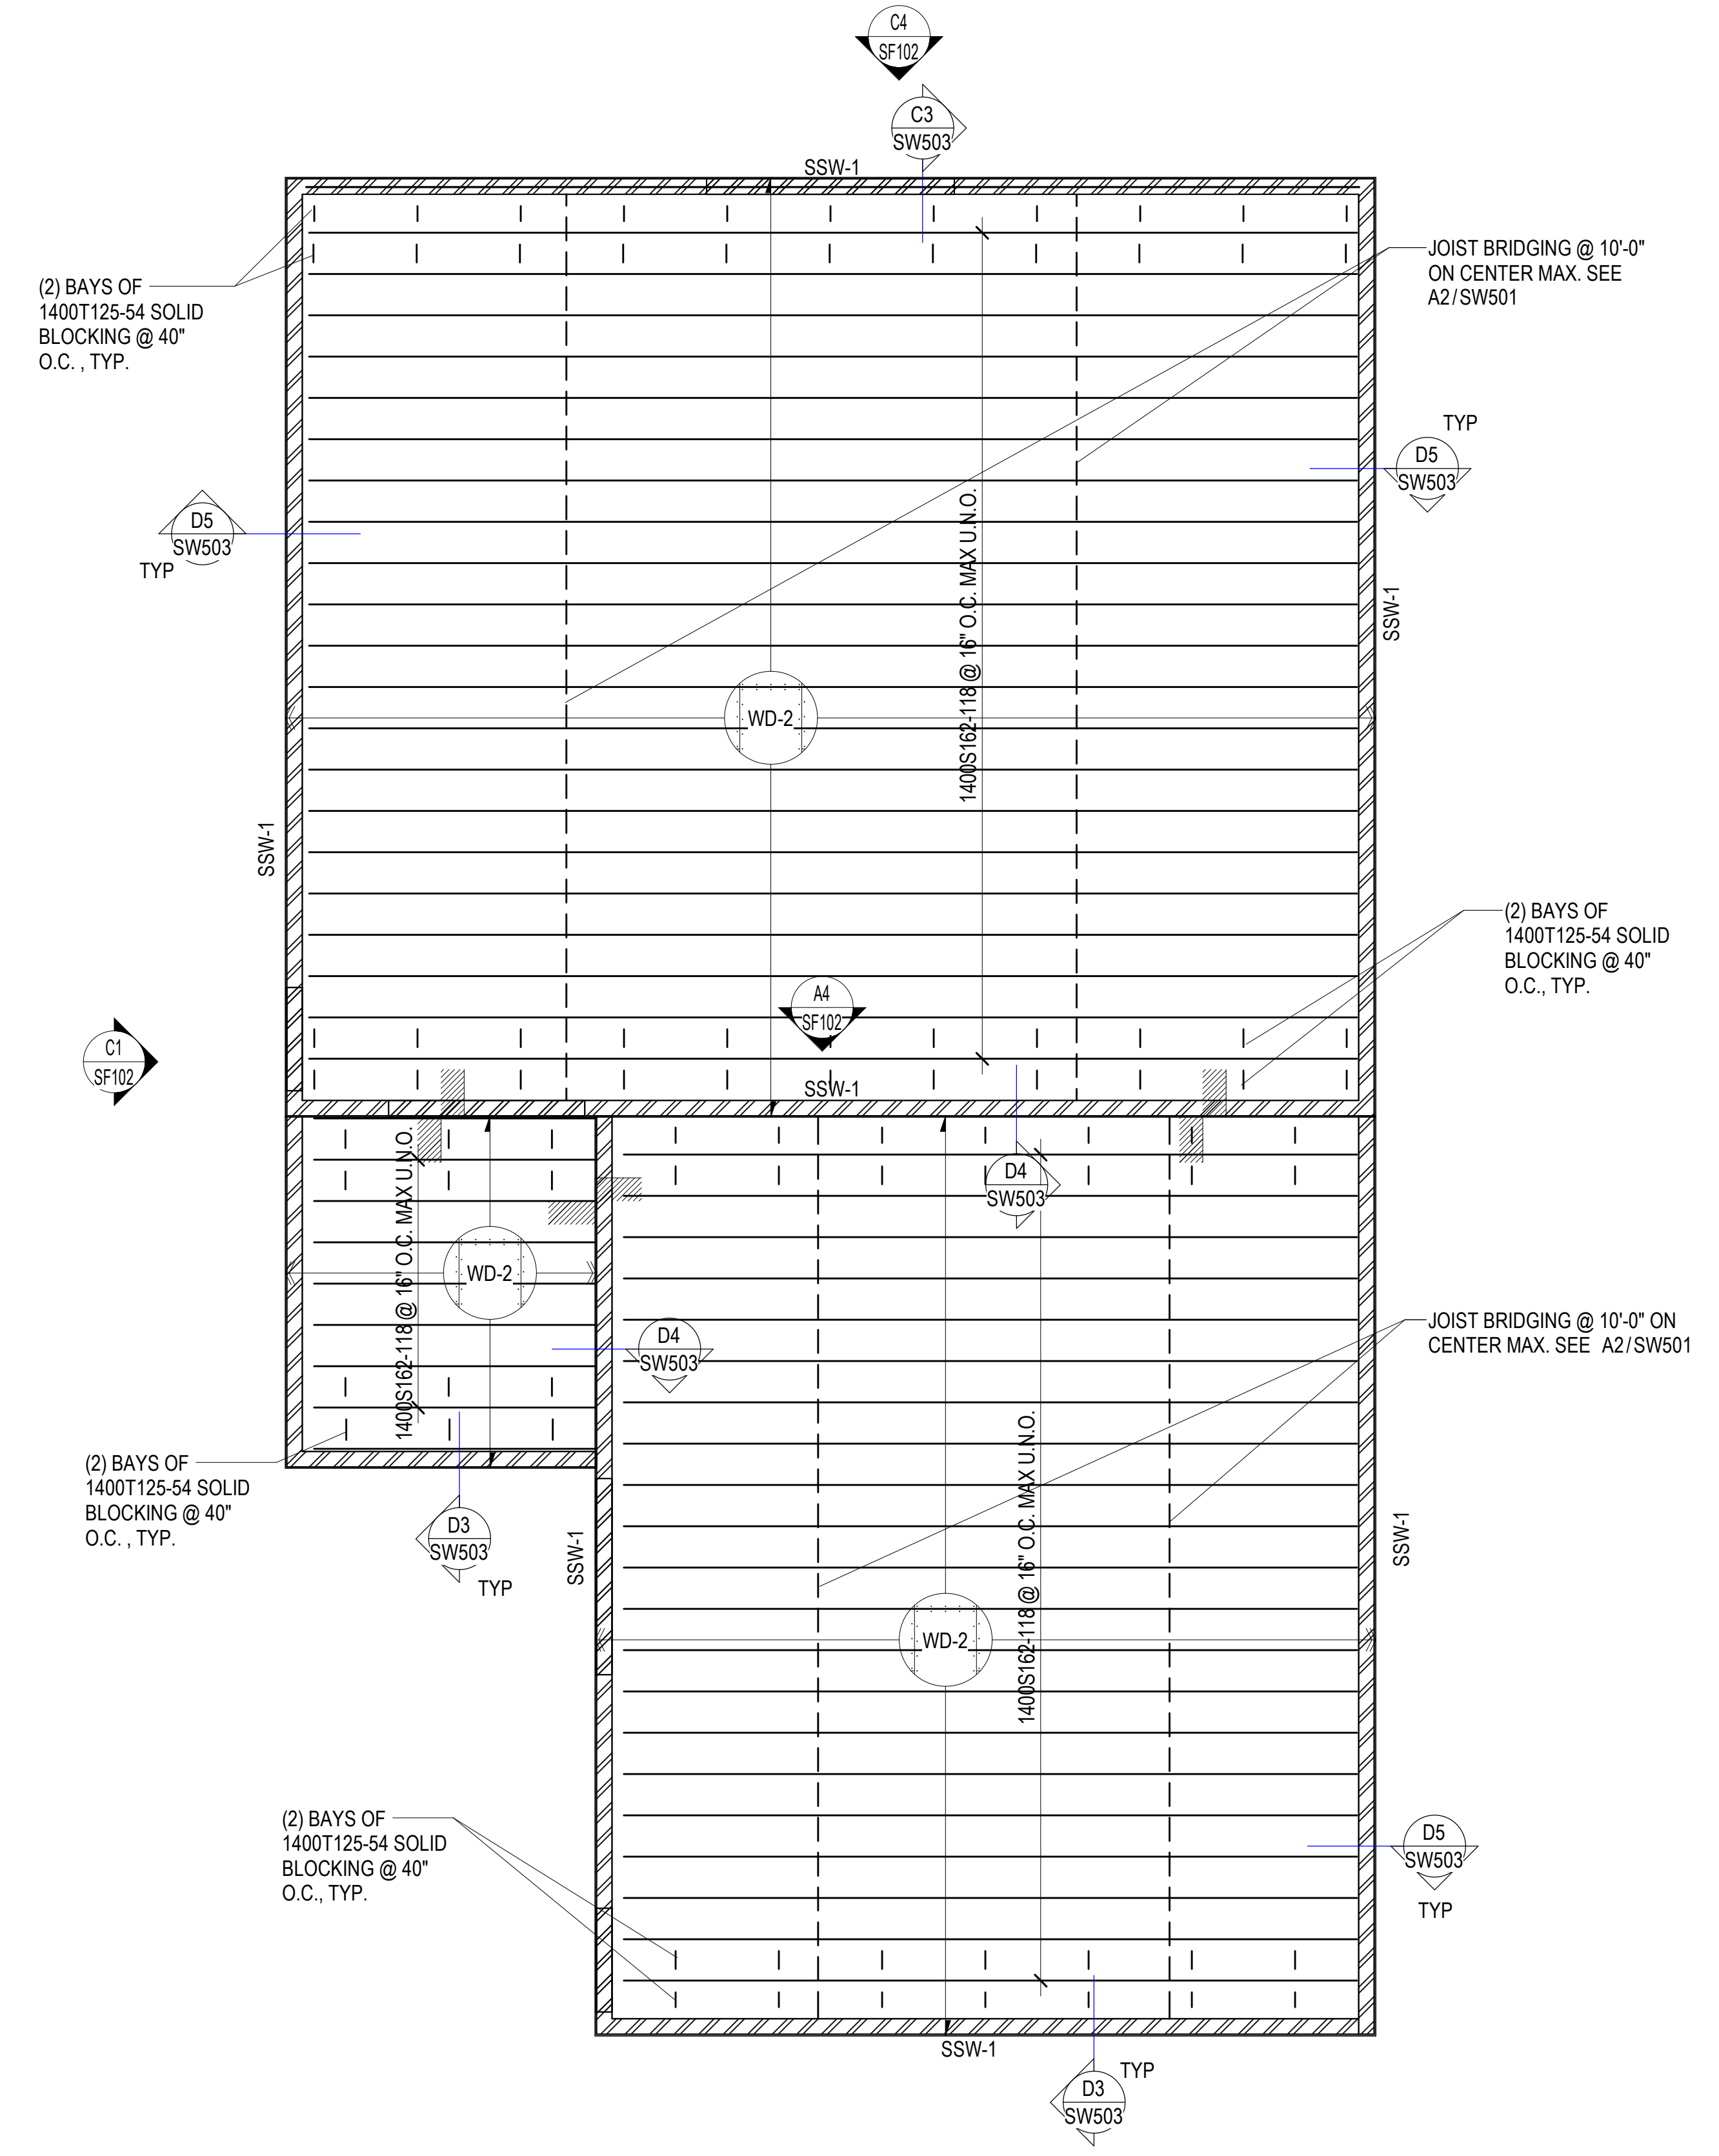 C4
SF102
C3
SW503
SSW-1
(2) BAYS OF
1400T125-54 SOLID
BLOCKING @ 40"
O.C. , TYP.
JOIST BRIDGING @ 10'-0"
ON CENTER MAX. SEE
A2/SW501
TYP
D5
SW503
D5
SW503
TYP
1400S162-118 @ 16" O.C. MAX U.N.O.
SSW-1
WD-2
SSW-1
(2) BAYS OF
1400T125-54 SOLID
BLOCKING @ 40"
O.C., TYP.
A4
SF102
C1
SF102
SSW-1
1400S162-118 @ 16" O.C. MAX U.N.O.
D4
SW503
WD-2
D4
SW503
JOIST BRIDGING @ 10'-0" ON
CENTER MAX. SEE A2/SW501
(2) BAYS OF
1400T125-54 SOLID
BLOCKING @ 40"
O.C. , TYP.
D3
SW503
TYP
SSW-1
1400S162-118 @ 16" O.C. MAX U.N.O.
SSW-1
WD-2
(2) BAYS OF
1400T125-54 SOLID
BLOCKING @ 40"
O.C., TYP.
D5
SW503
TYP
SSW-1
TYP
D3
SW503